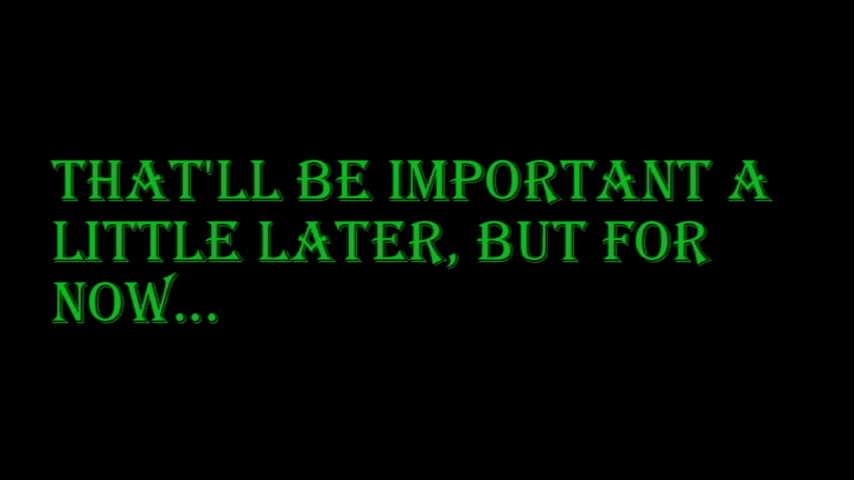 THAT'LL BE IMPORTANT A
LITTLE LATER, BUT FOR
NOW...